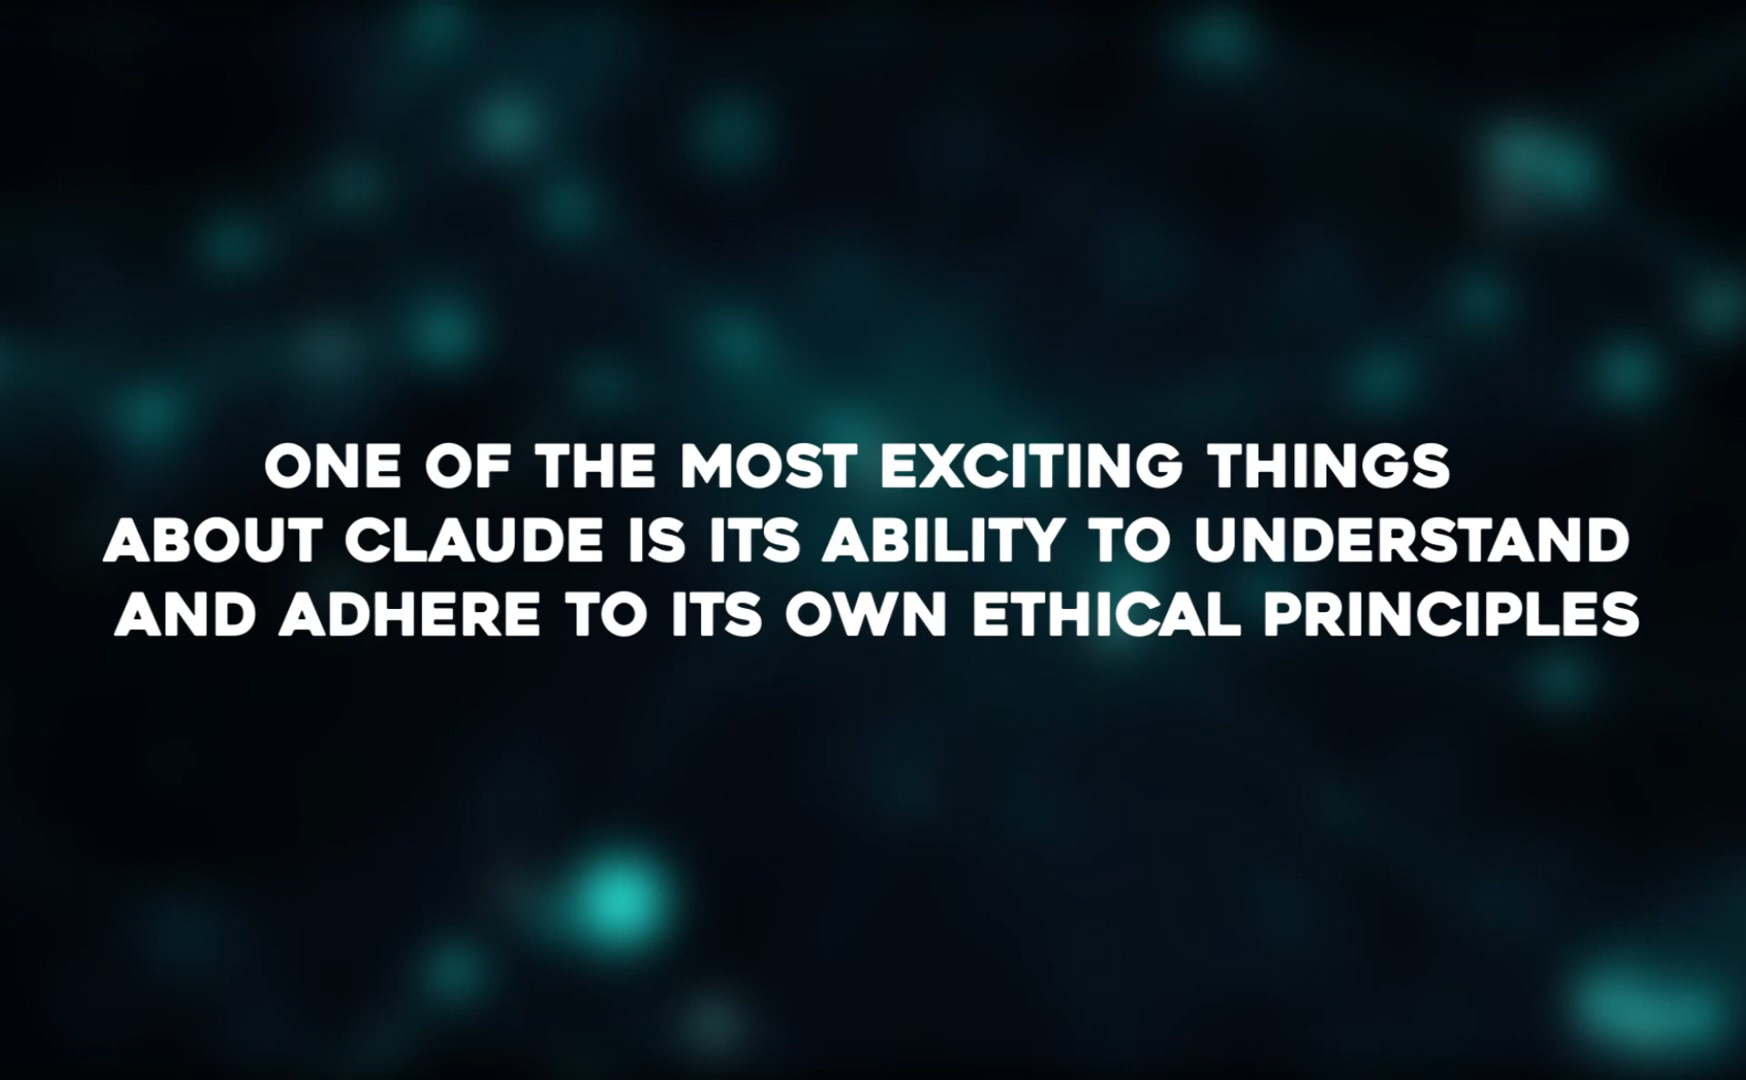 ONE OF THE MOST EXCITING THINGS
ABOUT CLAUDE IS ITS ABILITY TO UNDERSTAND
AND ADHERE TO ITS OWN ETHICAL PRINCIPLES